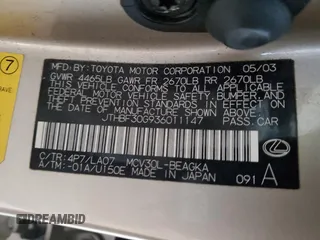 MFD. BY: TOYOTA MOTOR CORPORATION 05/03
GVWR 4465LB GAWR FR 2670LB RR 2670LB
THIS VEHICLE CONFORMS TO ALL APPLICABLE
FEDERAL MOTOR VEHICLE SAFETY, BUMPER, AND
THEFT PREVENTION STANDARDS IN EFFECT ON
THE DATE OF MANUFACTURE SHOWN ABOVE.
JTHBF30G936011147 PASS.CAR
C/TR: 4P7/LA07 MCV30L-BEAGKA
A/TM: -01A/U150E MADE IN JAPAN
091 A
7
DREAMBID